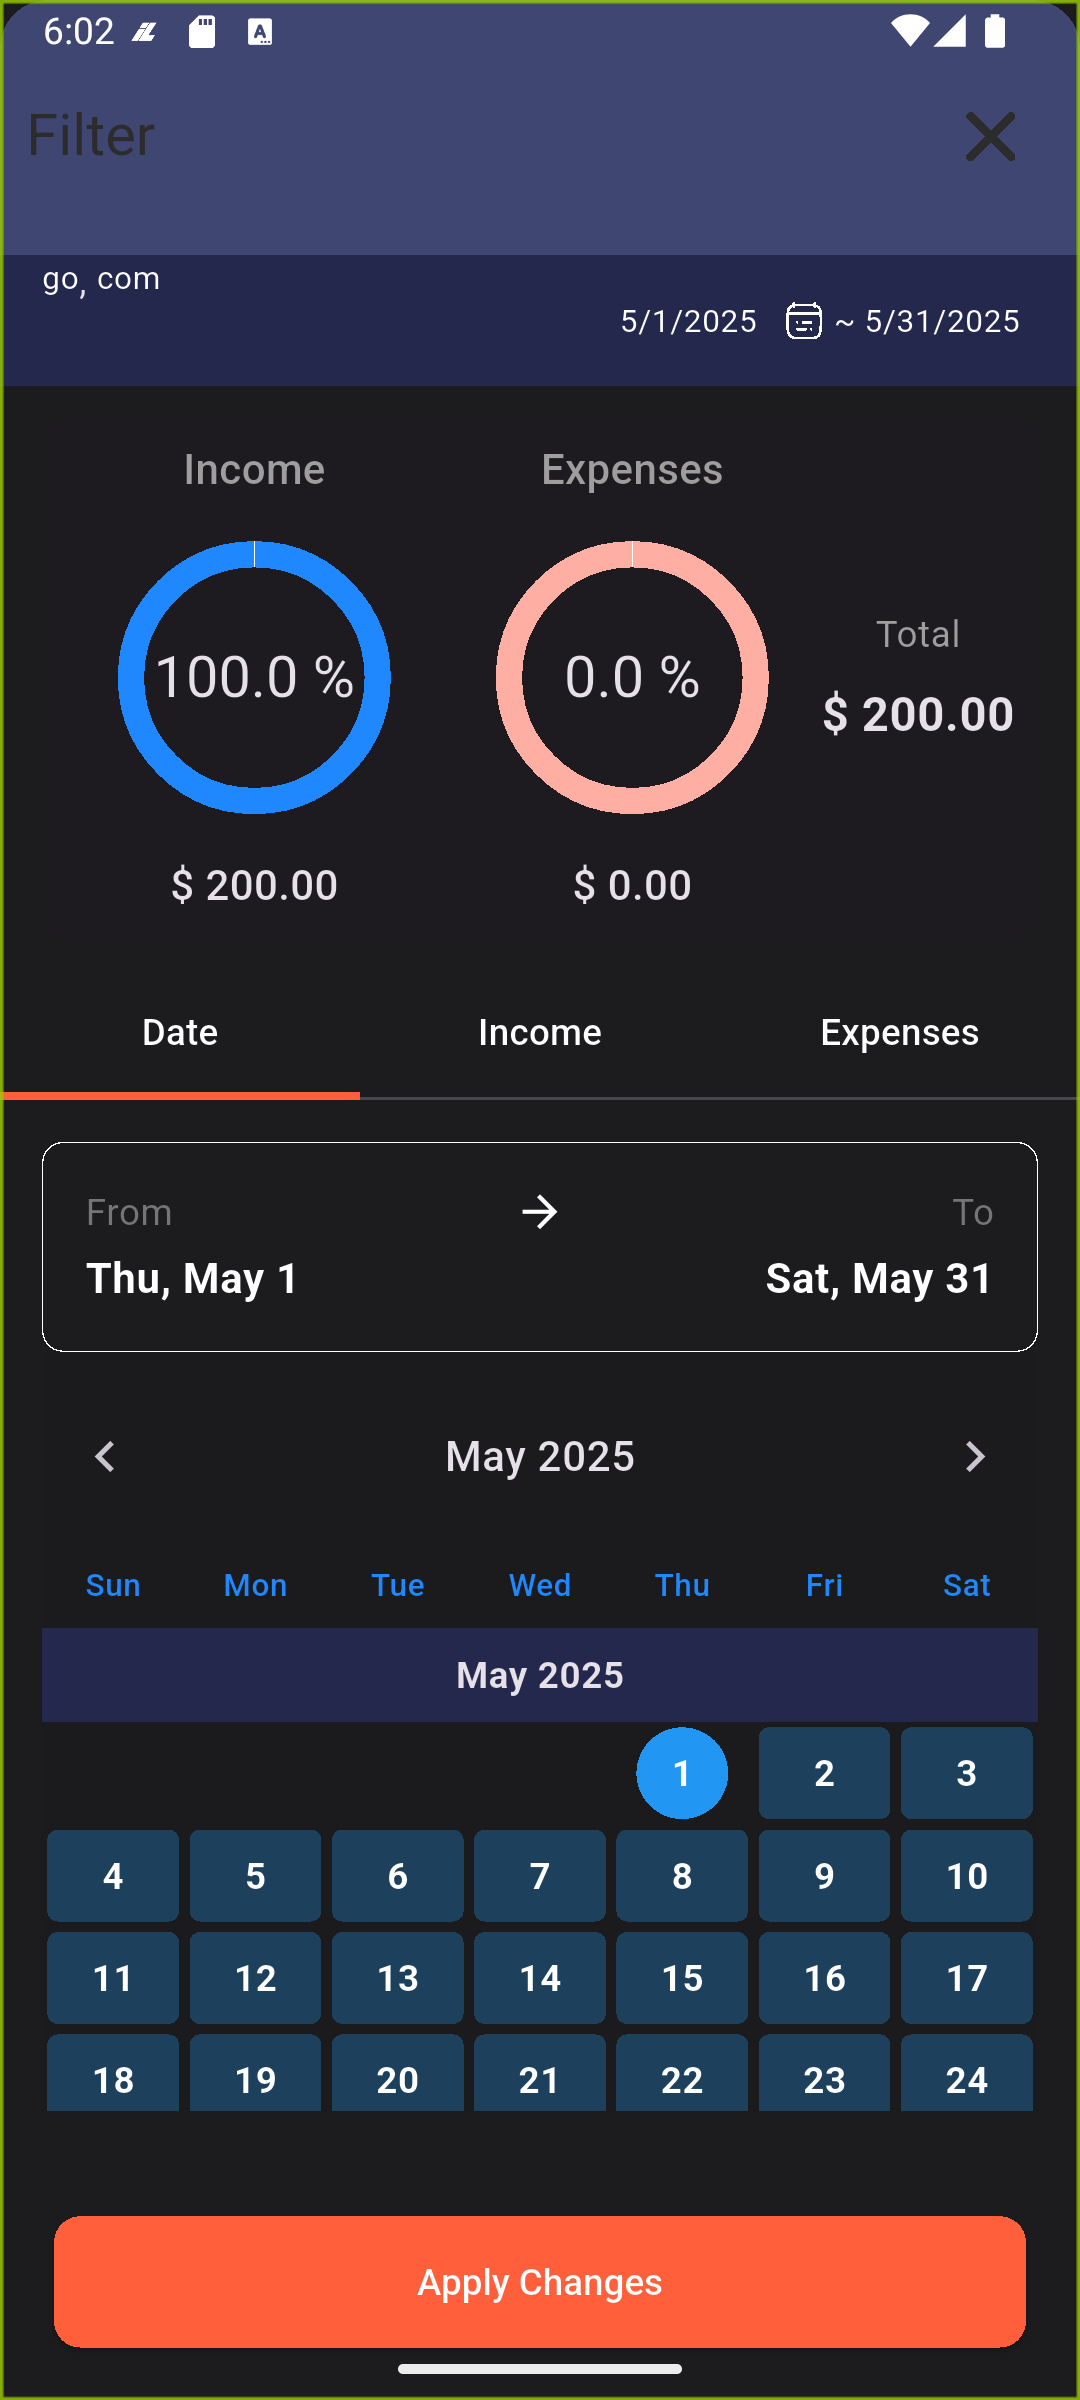 6:02
Filter
go, com
5/1/2025 ~ 5/31/2025
Income Expenses
100.0 % 0.0 %
Total
$ 200.00
$ 200.00 $ 0.00
Date Income Expenses
From To
Thu, May 1 Sat, May 31
May 2025
Sun Mon Tue Wed Thu Fri Sat
May 2025
1 2 3
4 5 6 7 8 9 10
11 12 13 14 15 16 17
18 19 20 21 22 23 24
Apply Changes